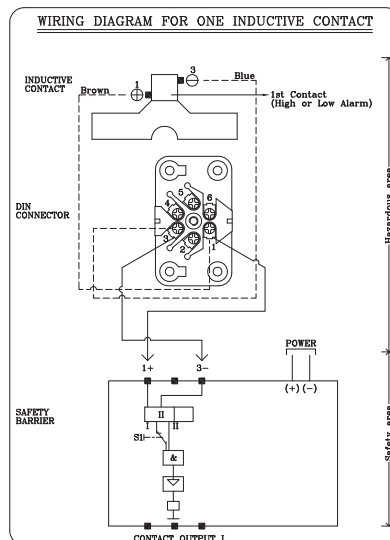 WIRING DIAGRAM FOR ONE INDUCTIVE CONTACT
INDUCTIVE
CONTACT
Brown
1
3
Blue
1st Contact
(High or Low Alarm)
DIN
CONNECTOR
5
6
4
3
2
1
Hazardous area
POWER
1+
3-
(+) (-)
SAFETY
BARRIER
II
I
II
S1
&
Safety area
CONTACT OUTPUT I